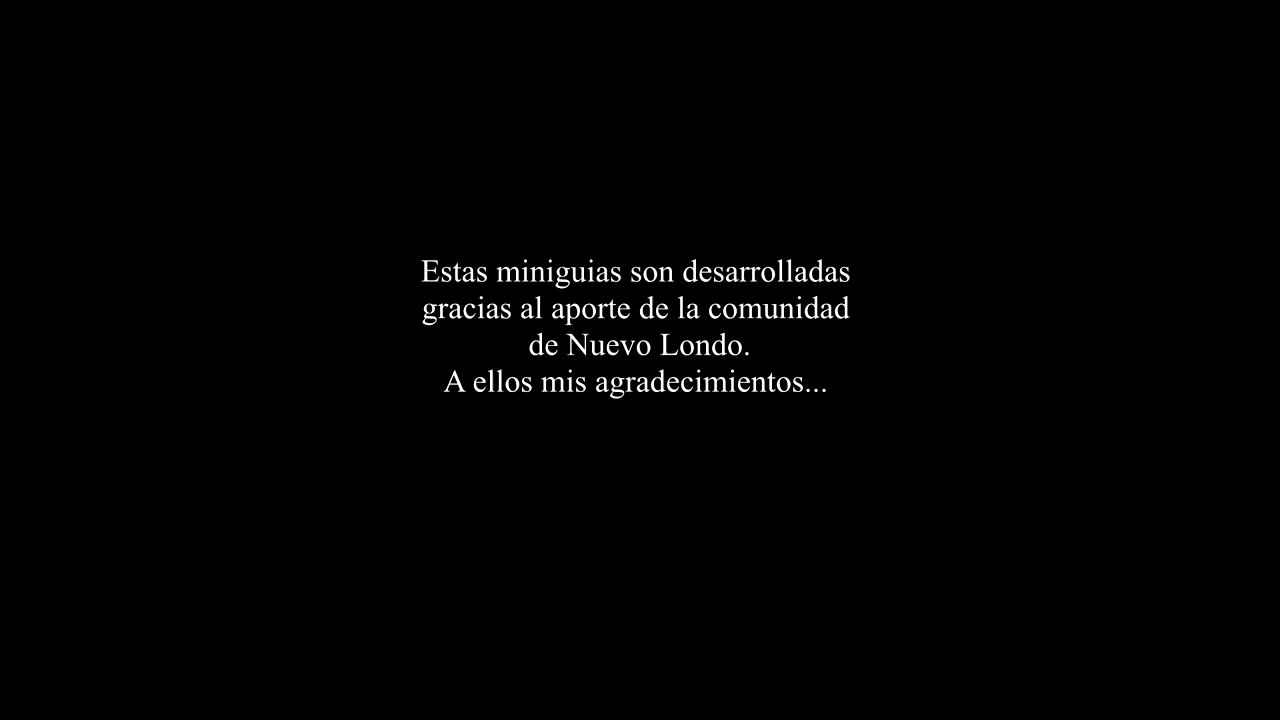 Estas miniguias son desarrolladas
gracias al aporte de la comunidad
de Nuevo Londo.
A ellos mis agradecimientos...